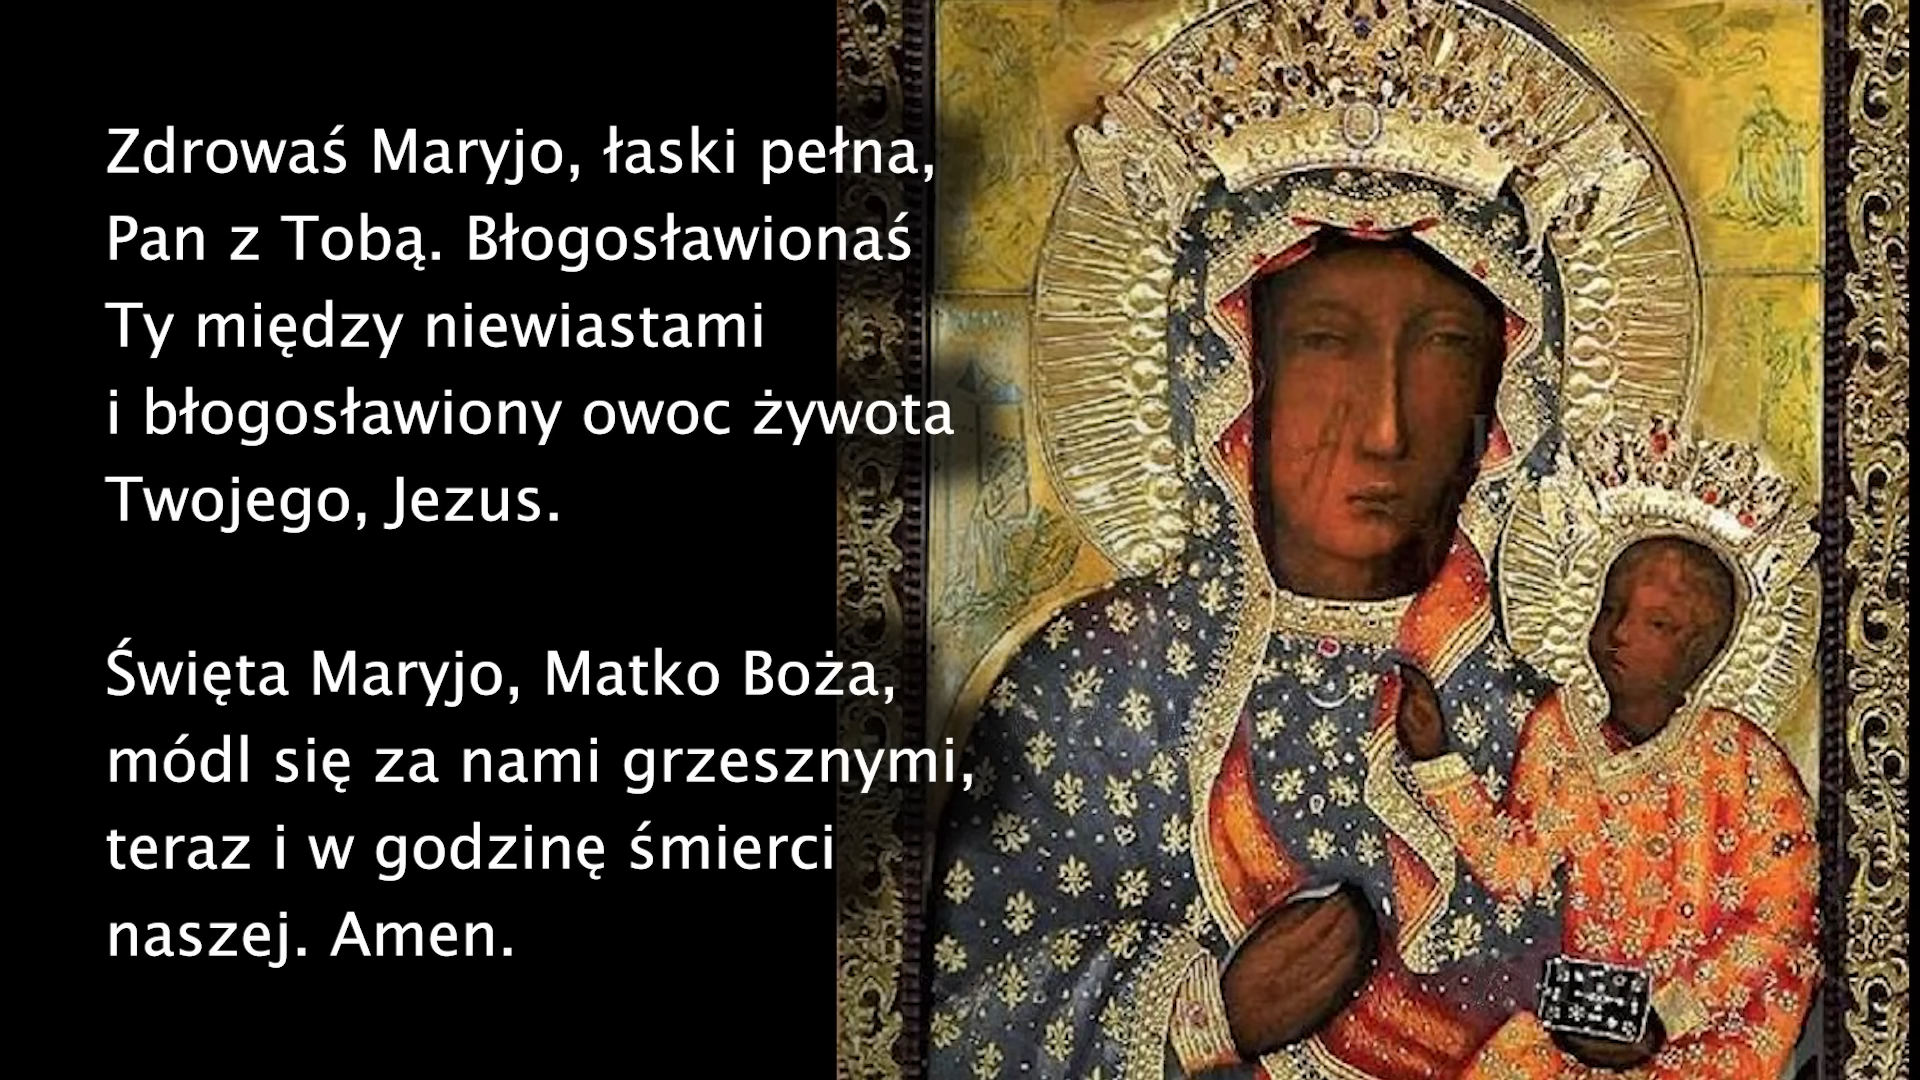 Zdrowaś Maryjo, łaski pełna,
Pan z Tobą. Błogosławionaś
Ty między niewiastami
i błogosławiony owoc żywota
Twojego, Jezus.
Święta Maryjo, Matko Boża,
módl się za nami grzesznymi,
teraz i w godzinę śmierci
naszej. Amen.